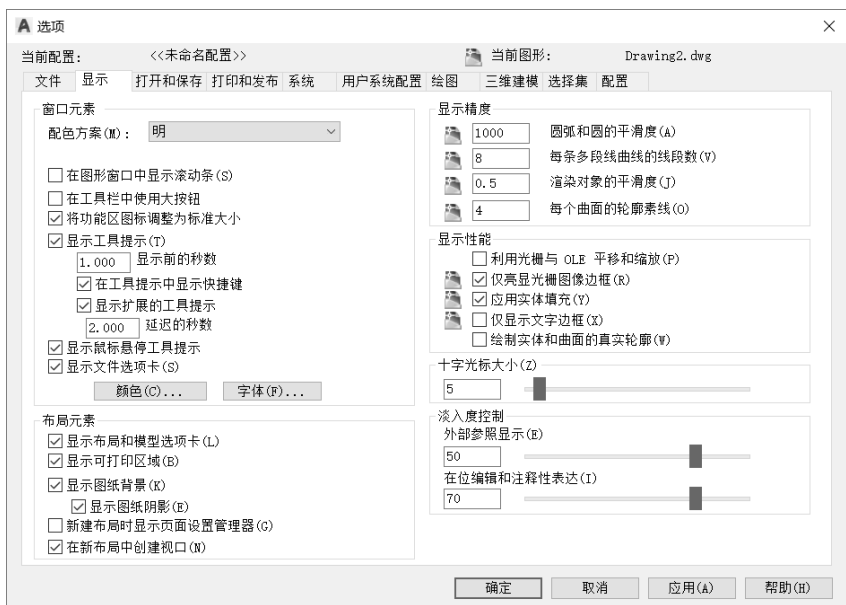 A 选项
当前配置: <<未命名配置>> 当前图形: Drawing2.dwg
文件 显示 打开和保存 打印和发布 系统 用户系统配置 绘图 三维建模 选择集 配置
窗口元素
配色方案(M): 明
在图形窗口中显示滚动条(S)
在工具栏中使用大按钮
将功能区图标调整为标准大小
显示工具提示(T)
1.000 显示前的秒数
在工具提示中显示快捷键
显示扩展的工具提示
2.000 延迟的秒数
显示鼠标悬停工具提示
显示文件选项卡(S)
颜色(C)... 字体(F)...
布局元素
显示布局和模型选项卡(L)
显示可打印区域(B)
显示图纸背景(K)
显示图纸阴影(E)
新建布局时显示页面设置管理器(G)
在新布局中创建视口(N)
显示精度
1000 圆弧和圆的平滑度(A)
8 每条多段线曲线的线段数(V)
0.5 渲染对象的平滑度(J)
4 每个曲面的轮廓素线(O)
显示性能
利用光栅与 OLE 平移和缩放(P)
仅亮显光栅图像边框(R)
应用实体填充(Y)
仅显示文字边框(X)
绘制实体和曲面的真实轮廓(W)
十字光标大小(Z)
5
淡入度控制
外部参照显示(E)
50
在位编辑和注释性表达(I)
70
确定 取消 应用(A) 帮助(H)